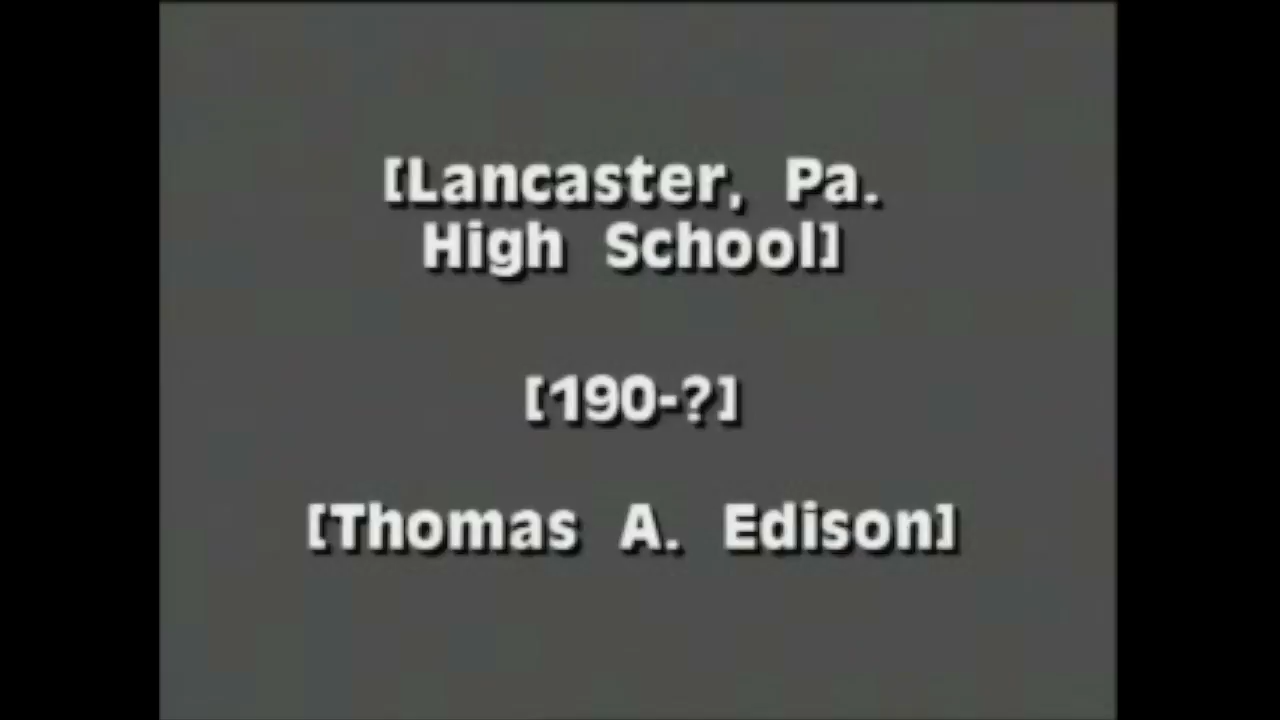 [Lancaster, Pa.
High School]
[190-?]
[Thomas A. Edison]